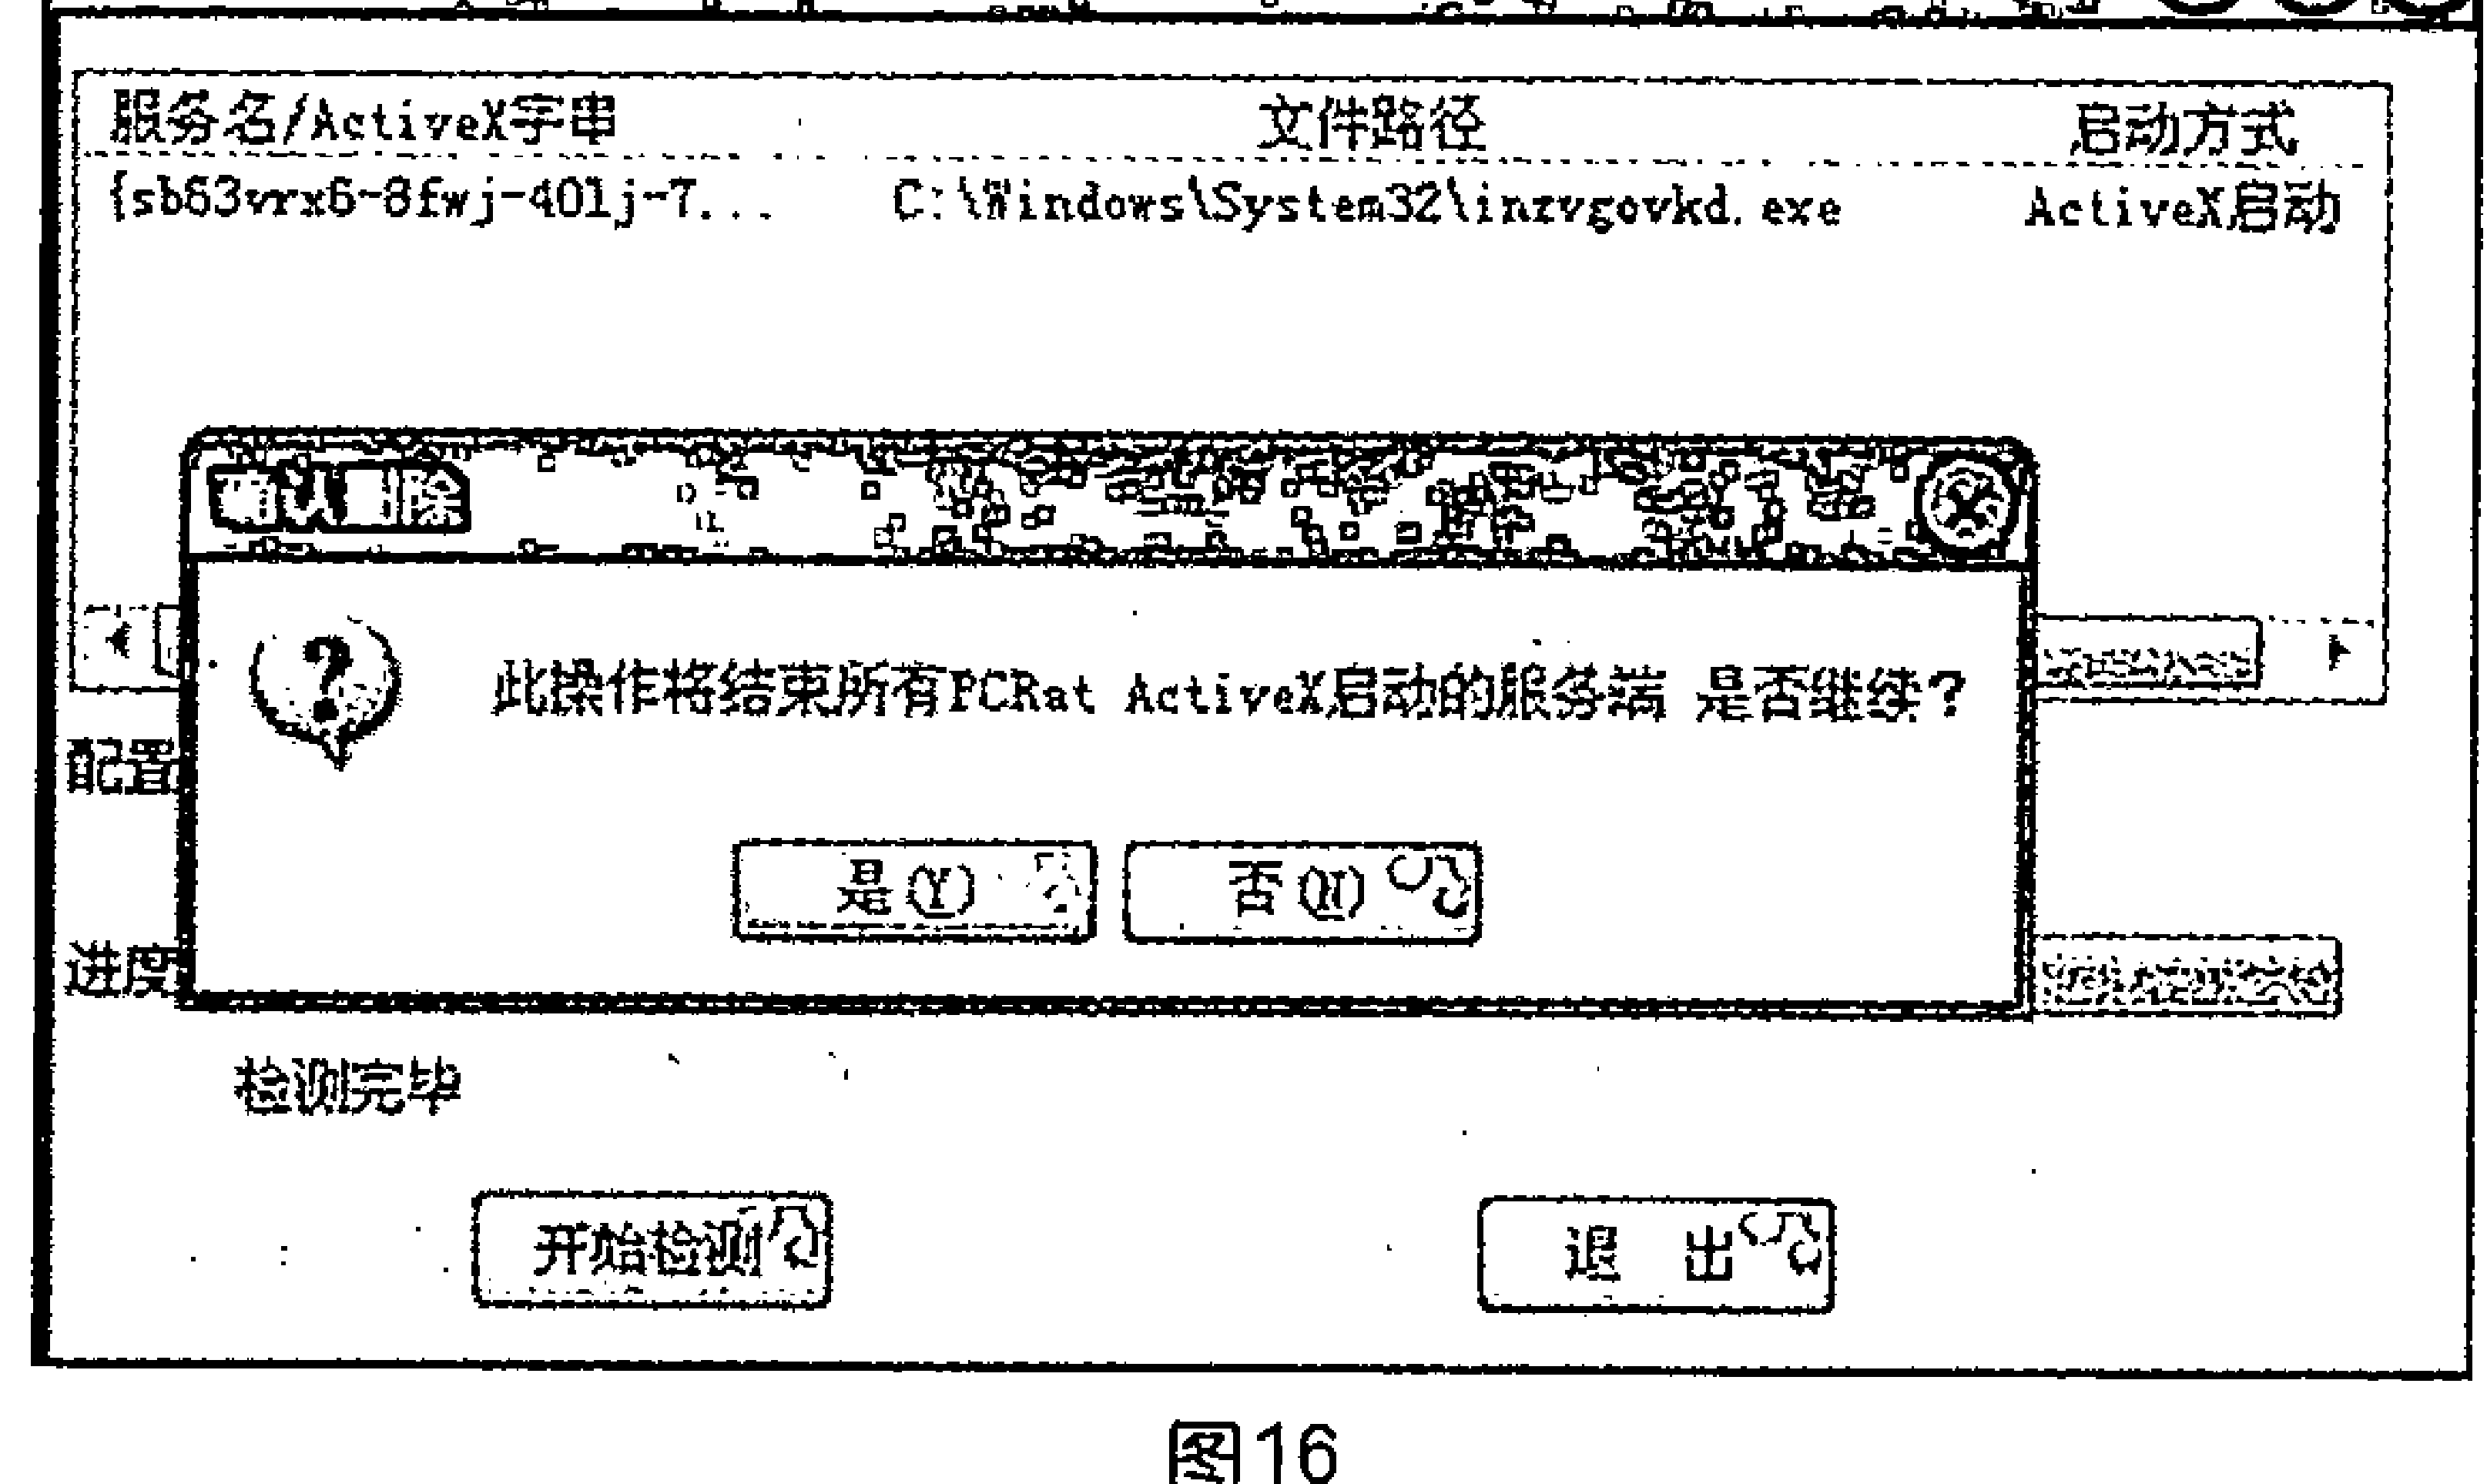 服务名/ActiveX字串 文件路径 启动方式
{sb63vrx6-8fwj-401j-7... C:\Windows\System32\inzvgovkd.exe ActiveX启动
确认删除
此操作将结束所有PCRat ActiveX启动的服务端 是否继续?
配置
是(Y) 否(N)
进度
检测完毕
开始检测 退 出
图16